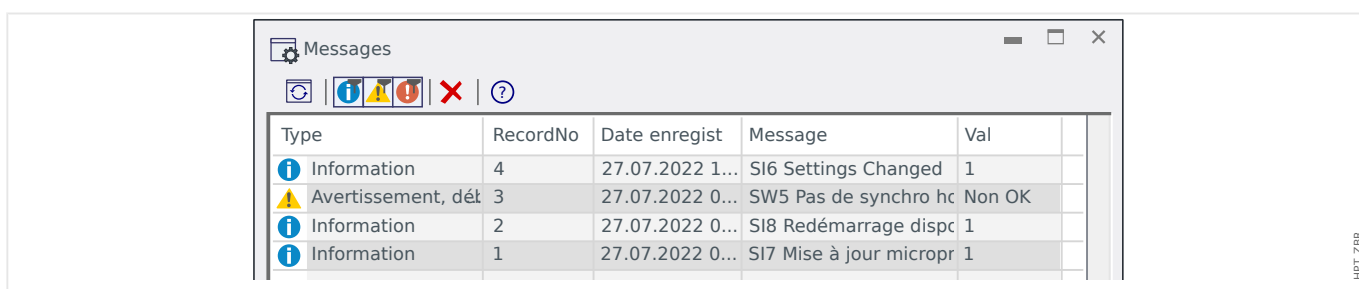 Messages
Type RecordNo Date enregist Message Val
Information 4 27.07.2022 1... SI6 Settings Changed 1
Avertissement, dét 3 27.07.2022 0... SW5 Pas de synchro ho Non OK
Information 2 27.07.2022 0... SI8 Redémarrage dispo 1
Information 1 27.07.2022 0... SI7 Mise à jour micropr 1